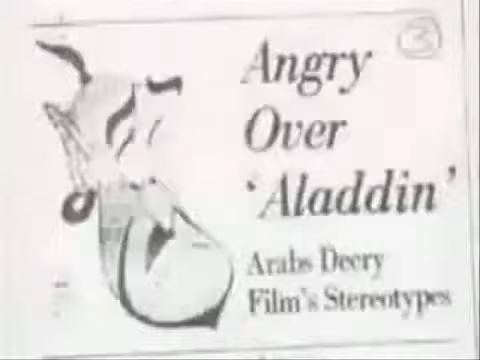 3
Angry
Over
'Aladdin'
Arabs Decry
Film's Stereotypes